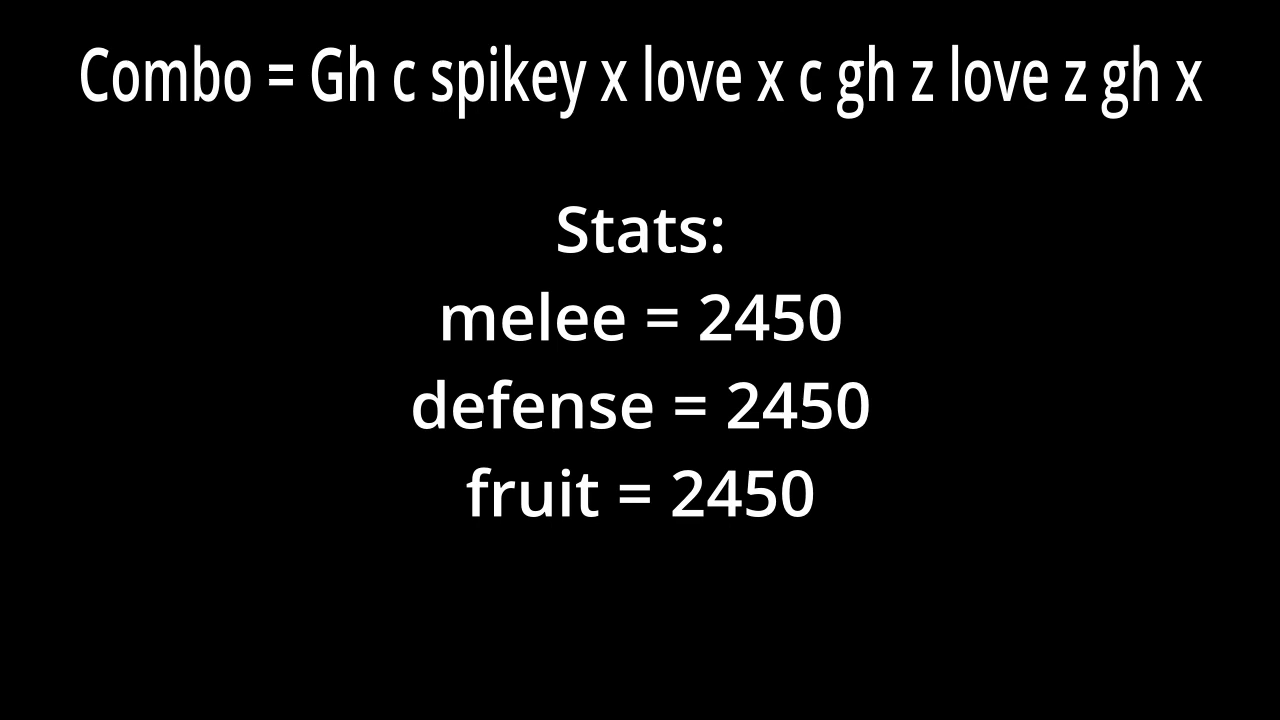 Combo = Gh c spikey x love x c gh z love z gh x
Stats:
melee = 2450
defense = 2450
fruit = 2450